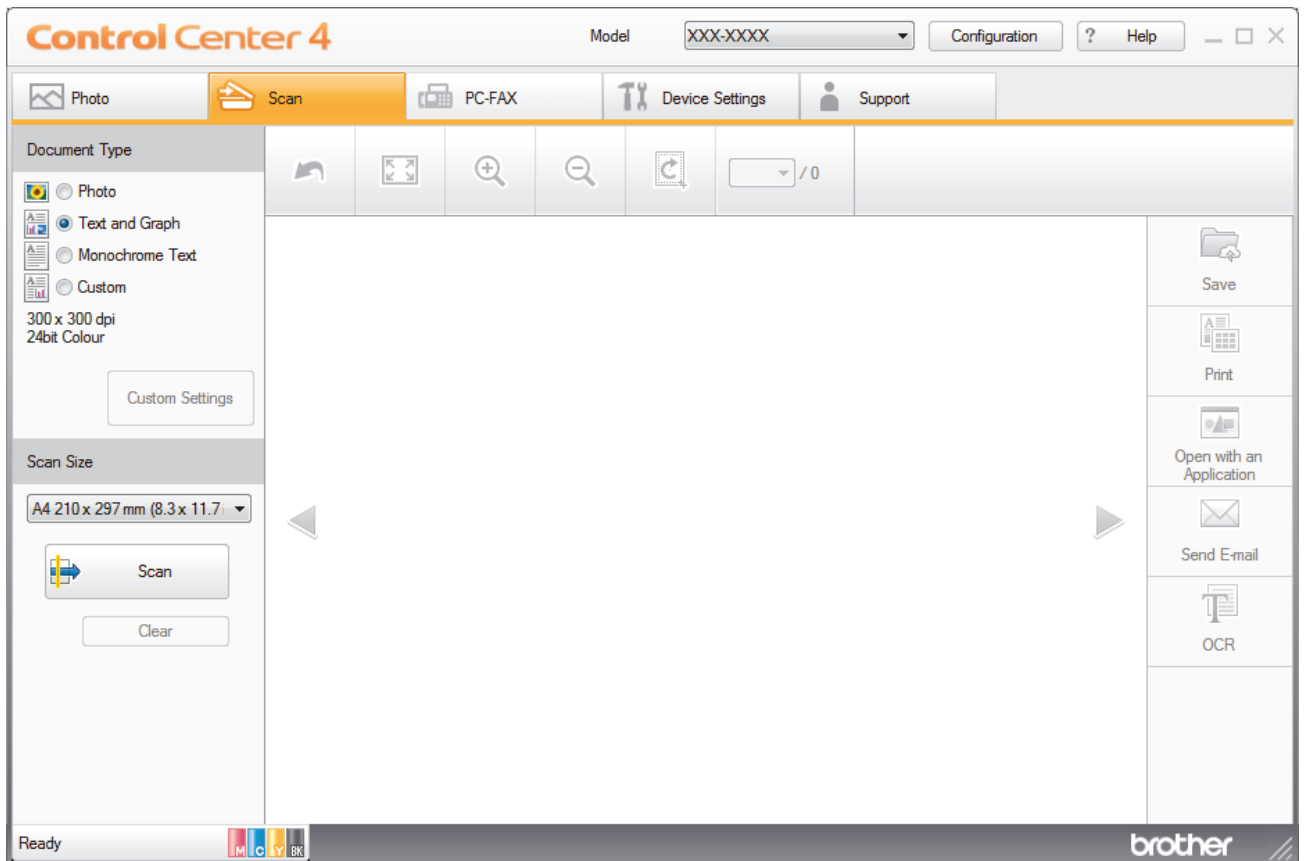 Control Center 4
Model XXX-XXXX Configuration ? Help
Photo Scan PC-FAX Device Settings Support
Document Type
/ 0
Photo
Text and Graph
Monochrome Text
Custom
300 x 300 dpi
24bit Colour
Custom Settings
Scan Size
A4 210 x 297 mm (8.3 x 11.7
Scan
Clear
Save
Print
Open with an
Application
Send E-mail
OCR
Ready
M C Y BK
brother